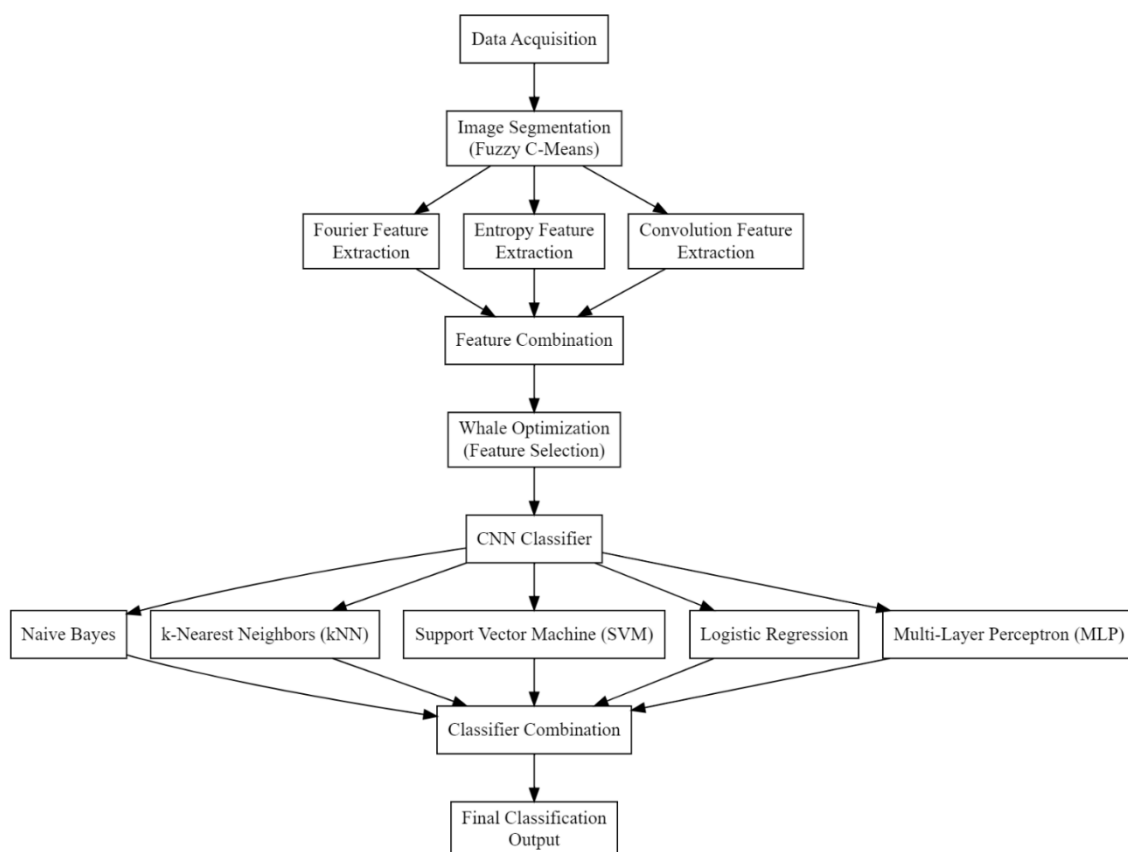 Data Acquisition
Image Segmentation
(Fuzzy C-Means)
Fourier Feature
Extraction
Entropy Feature
Extraction
Convolution Feature
Extraction
Feature Combination
Whale Optimization
(Feature Selection)
CNN Classifier
Naive Bayes
k-Nearest Neighbors (kNN)
Support Vector Machine (SVM)
Logistic Regression
Multi-Layer Perceptron (MLP)
Classifier Combination
Final Classification
Output